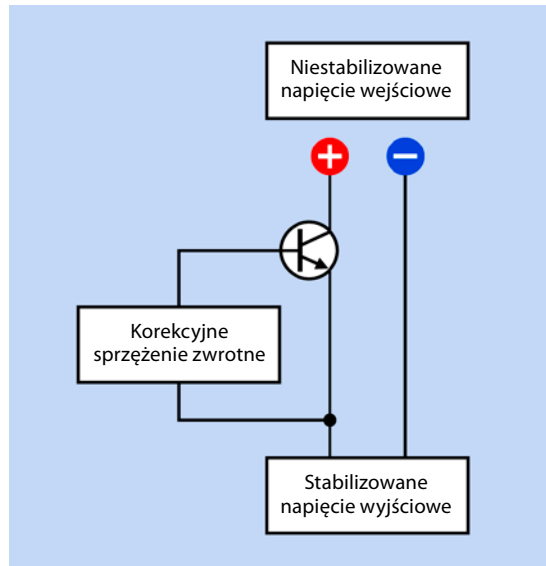 Niestabilizowane
napięcie wejściowe
Korekcyjne
sprzężenie zwrotne
Stabilizowane
napięcie wyjściowe